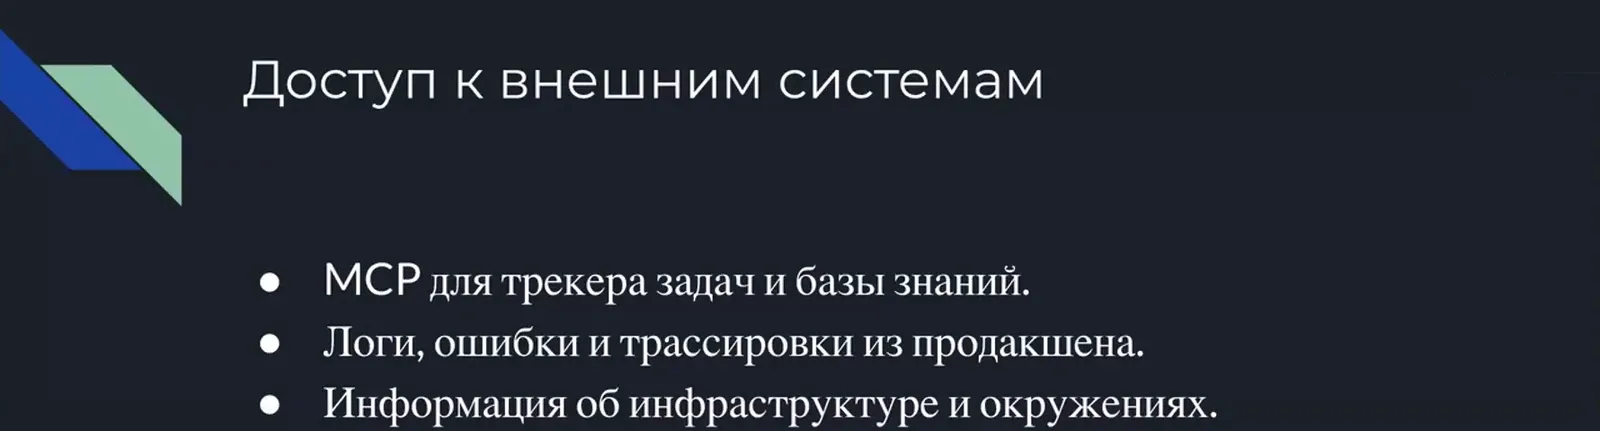 Доступ к внешним системам
● MCP для трекера задач и базы знаний.
● Логи, ошибки и трассировки из продакшена.
● Информация об инфраструктуре и окружениях.